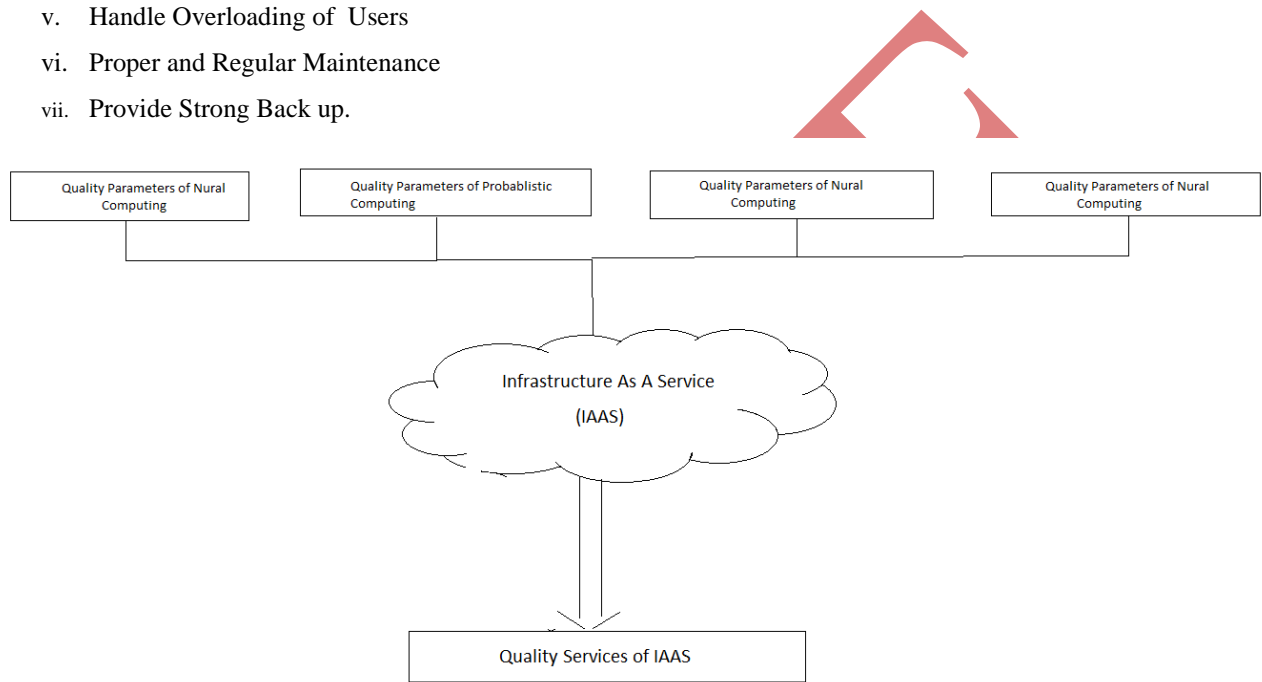 v. Handle Overloading of Users
vi. Proper and Regular Maintenance
vii. Provide Strong Back up.
Quality Parameters of Nural
Computing
Quality Parameters of Probablistic
Computing
Quality Parameters of Nural
Computing
Quality Parameters of Nural
Computing
Infrastructure As A Service
(IAAS)
Quality Services of IAAS